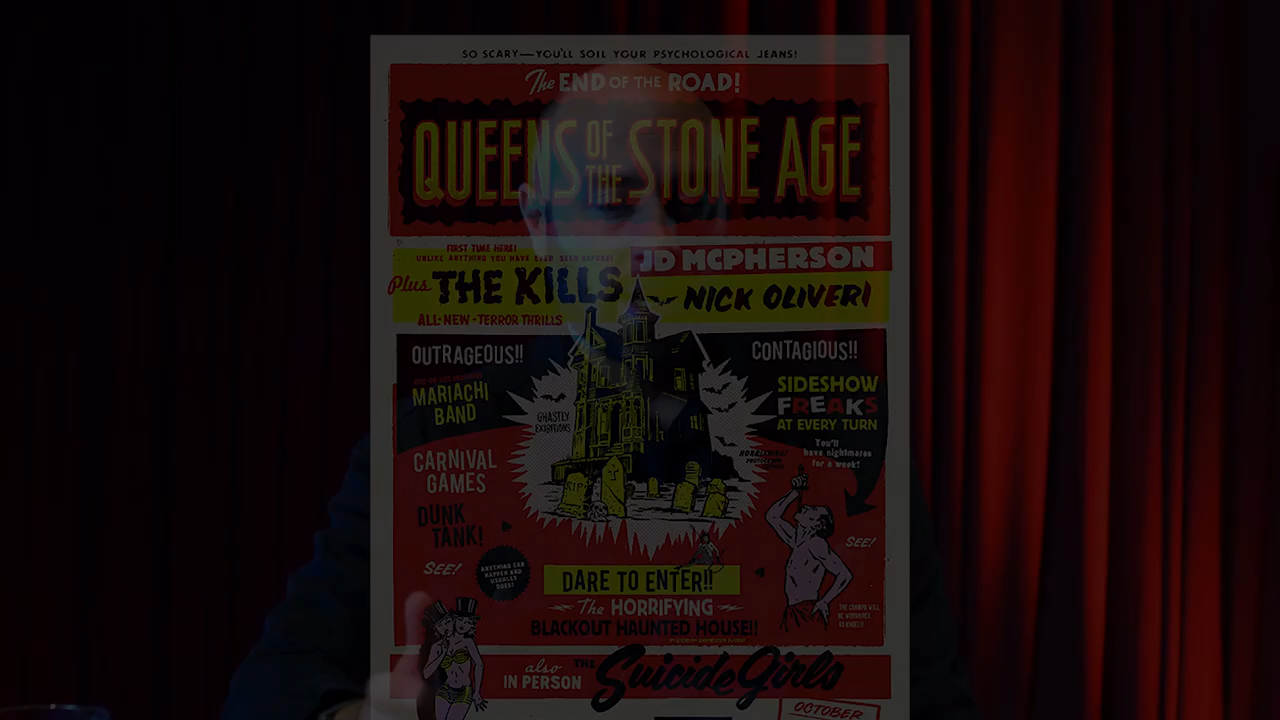 SO SCARY—YOU'LL SOIL YOUR PSYCHOLOGICAL JEANS!
The END OF THE ROAD!
QUEENS OF THE STONE AGE
FIRST TIME HERE!
UNLIKE ANYTHING YOU HAVE EVER SEEN BEFORE!
Plus THE KILLS
ALL-NEW-TERROR THRILLS
JD MCPHERSON
NICK OLIVERI
OUTRAGEOUS!!
CONTAGIOUS!!
MARIACHI
BAND
GHASTLY
EXIBITIONS
SIDESHOW
FREAKS
AT EVERY TURN
You'll
have nightmares
for a week!
CARNIVAL
GAMES
DUNK
TANK!
SEE!
ANYTHING CAN
HAPPEN AND
USUALLY
DOES!
SEE!
DARE TO ENTER!!
The HORRIFYING
BLACKOUT HAUNTED HOUSE!!
also
IN PERSON
THE Suicide Girls
OCTOBER